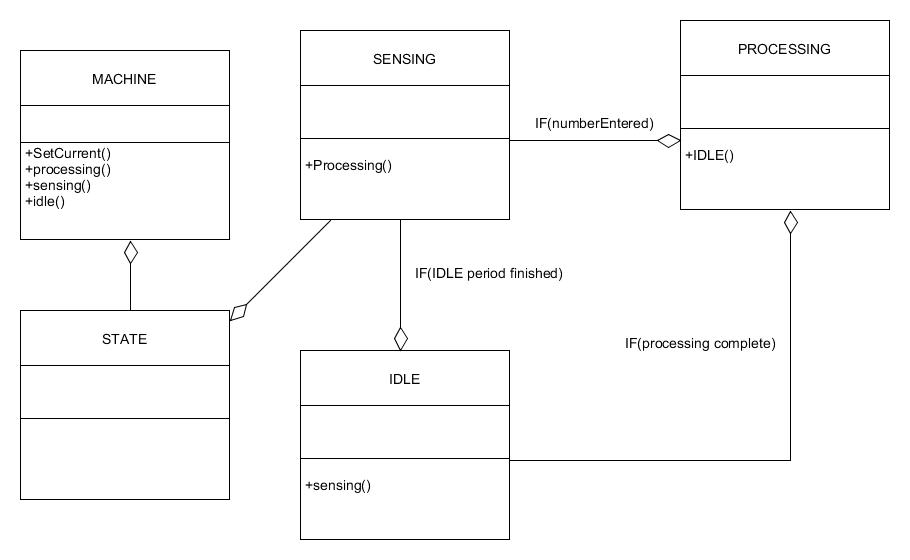 MACHINE
+SetCurrent()
+processing()
+sensing()
+idle()
SENSING
+Processing()
PROCESSING
+IDLE()
IF(numberEntered)
STATE
IF(IDLE period finished)
IDLE
+sensing()
IF(processing complete)